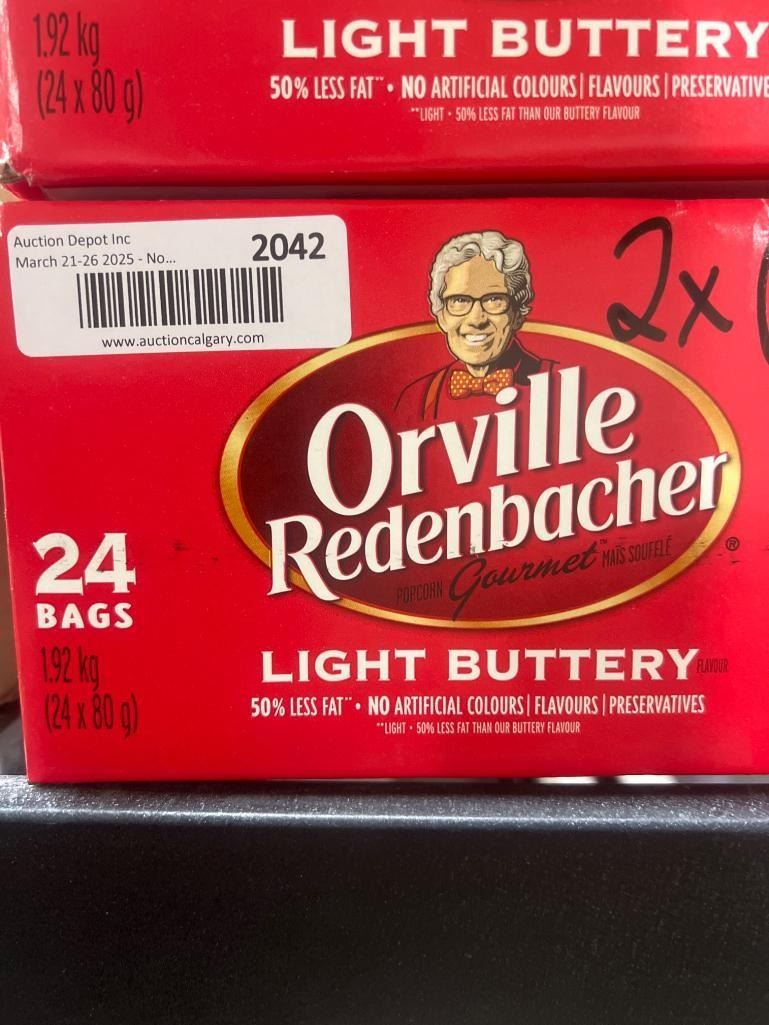 1.92 kg
(24 x 80 g)
LIGHT BUTTERY
50% LESS FAT** • NO ARTIFICIAL COLOURS | FLAVOURS | PRESERVATIVE
**LIGHT • 50% LESS FAT THAN OUR BUTTERY FLAVOUR
Auction Depot Inc
March 21-26 2025 - No...
2042
www.auctioncalgary.com
2x
Orville
Redenbacher
POPCORN Gourmet™ MAÏS SOUFFLÉ ®
24
BAGS
1.92 kg
(24 x 80 g)
LIGHT BUTTERY FLAVOUR
50% LESS FAT** • NO ARTIFICIAL COLOURS | FLAVOURS | PRESERVATIVES
**LIGHT • 50% LESS FAT THAN OUR BUTTERY FLAVOUR